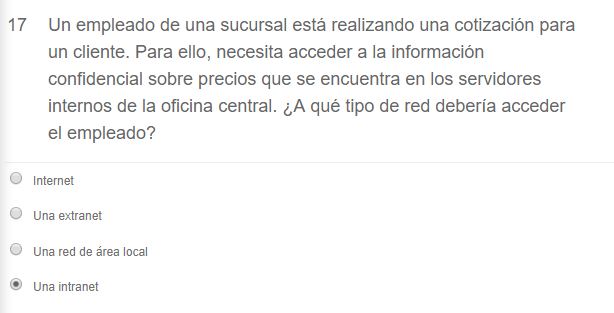 17 Un empleado de una sucursal está realizando una cotización para
un cliente. Para ello, necesita acceder a la información
confidencial sobre precios que se encuentra en los servidores
internos de la oficina central. ¿A qué tipo de red debería acceder
el empleado?
Internet
Una extranet
Una red de área local
Una intranet